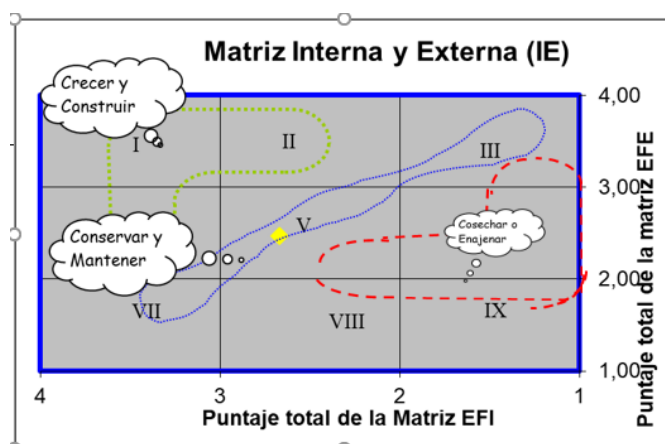 Matriz Interna y Externa (IE)
Crecer y
Construir
4,00
I
II
III
3,00
Conservar y
Mantener
V
Cosechar o
Enajenar
2,00
VII
VIII
IX
1,00
4
3
2
1
Puntaje total de la Matriz EFI
Puntaje total de la matriz EFE